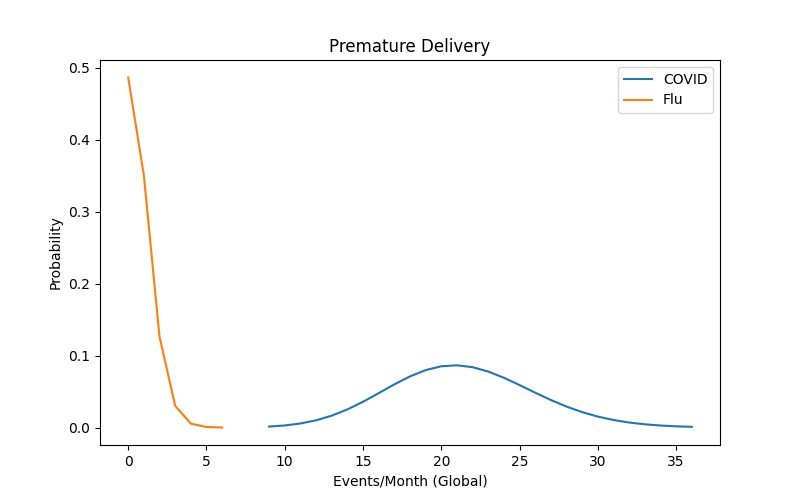 Premature Delivery
COVID
Flu
Probability
0.5
0.4
0.3
0.2
0.1
0.0
0 5 10 15 20 25 30 35
Events/Month (Global)